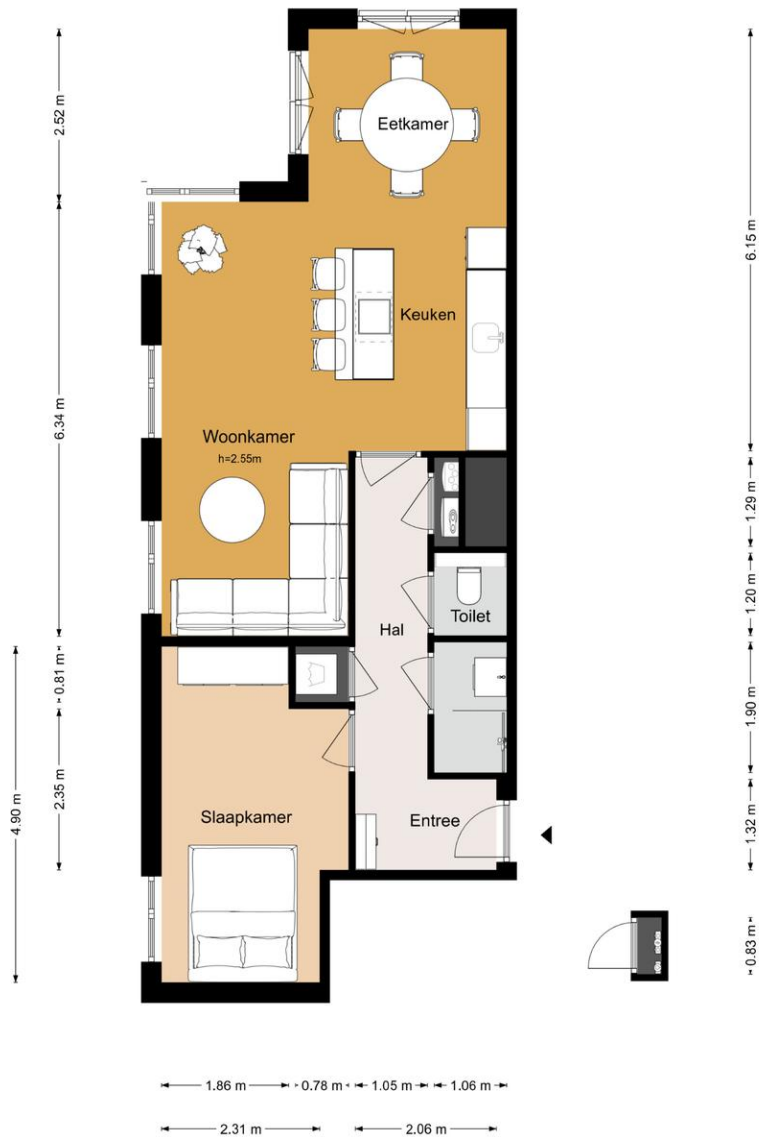 Eetkamer
2.52 m
6.15 m
Keuken
6.34 m
Woonkamer
h=2.55m
1.29 m
1.20 m
Toilet
Hal
0.81 m
1.90 m
2.35 m
4.90 m
Slaapkamer
Entree
1.32 m
0.83 m
1.86 m
0.78 m
1.05 m
1.06 m
2.31 m
2.06 m